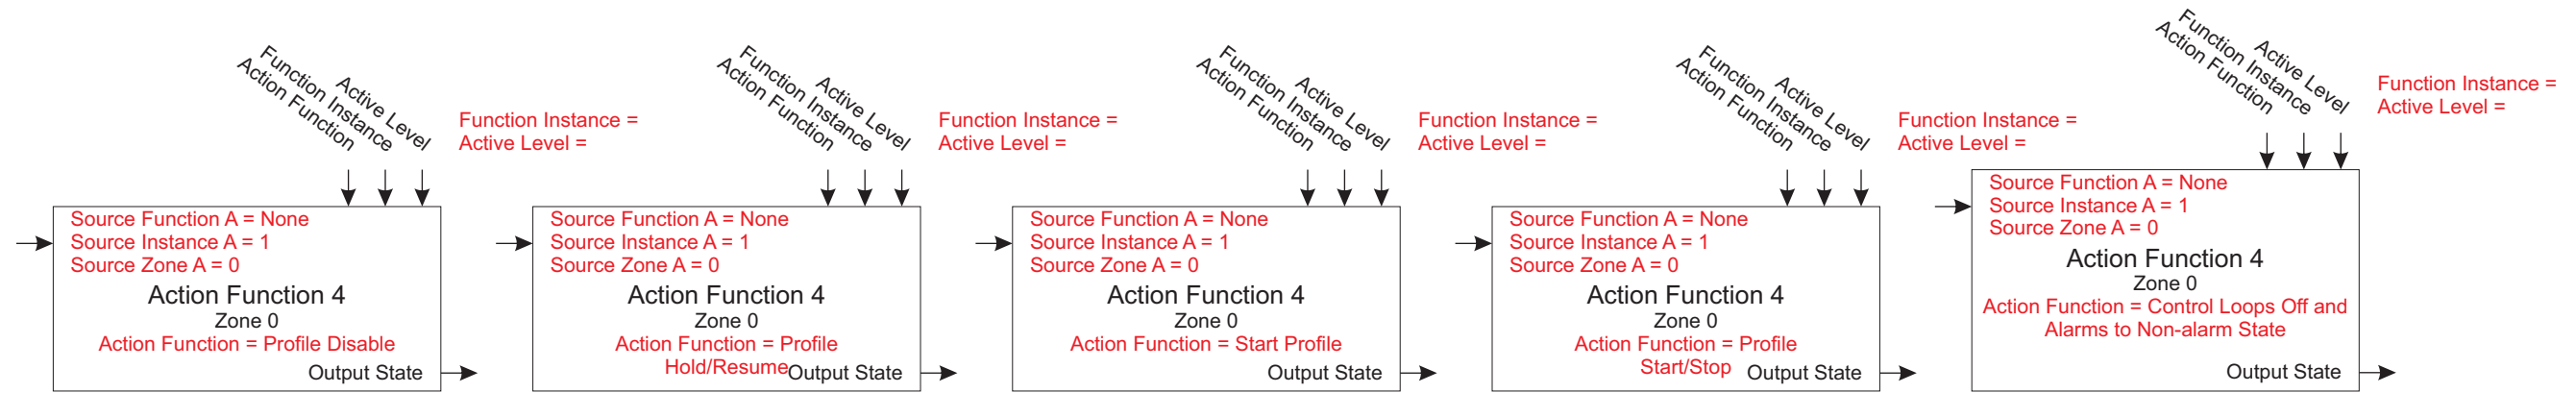 Action Function
Function Instance
Active Level
Function Instance =
Active Level =
Source Function A = None
Source Instance A = 1
Source Zone A = 0
Action Function 4
Zone 0
Action Function = Profile Disable
Output State
Action Function
Function Instance
Active Level
Function Instance =
Active Level =
Source Function A = None
Source Instance A = 1
Source Zone A = 0
Action Function 4
Zone 0
Action Function = Profile
Hold/Resume
Output State
Action Function
Function Instance
Active Level
Function Instance =
Active Level =
Source Function A = None
Source Instance A = 1
Source Zone A = 0
Action Function 4
Zone 0
Action Function = Start Profile
Output State
Action Function
Function Instance
Active Level
Function Instance =
Active Level =
Source Function A = None
Source Instance A = 1
Source Zone A = 0
Action Function 4
Zone 0
Action Function = Profile
Start/Stop
Output State
Action Function
Function Instance
Active Level
Function Instance =
Active Level =
Source Function A = None
Source Instance A = 1
Source Zone A = 0
Action Function 4
Zone 0
Action Function = Control Loops Off and
Alarms to Non-alarm State
Output State